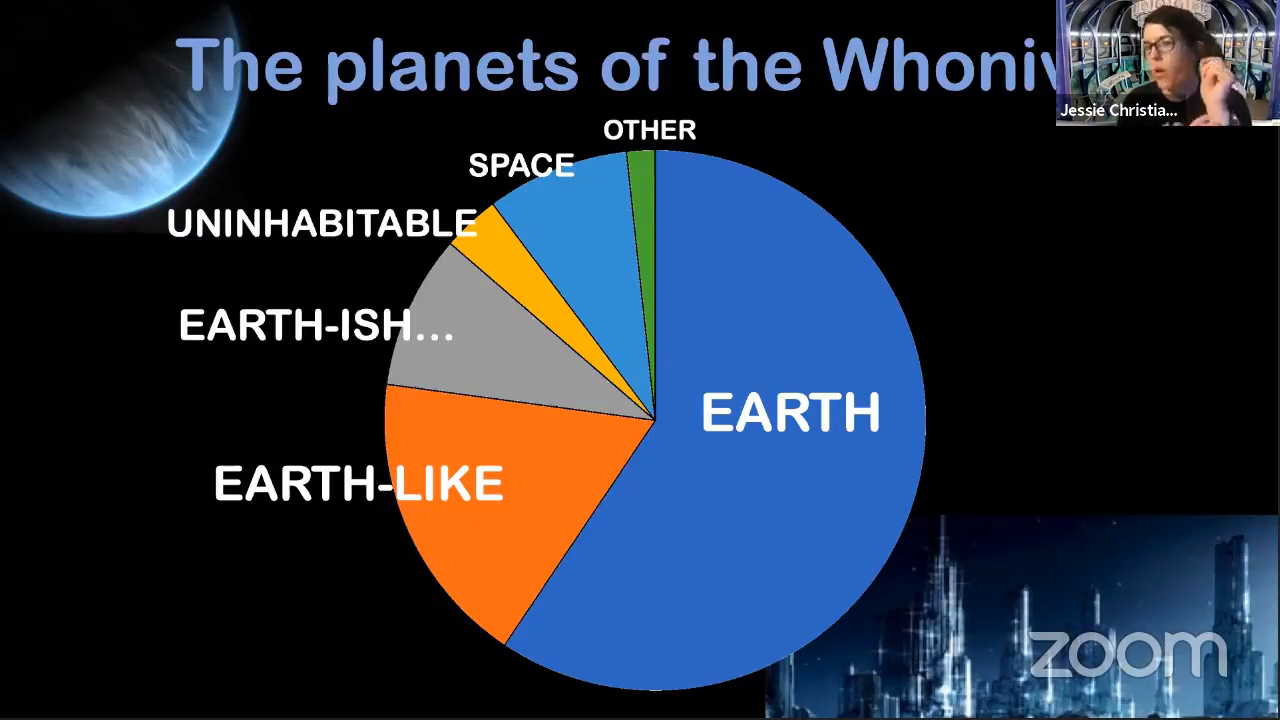 The planets of the Whoniv
Jessie Christia...
OTHER
SPACE
UNINHABITABLE
EARTH-ISH...
EARTH
EARTH-LIKE
zoom